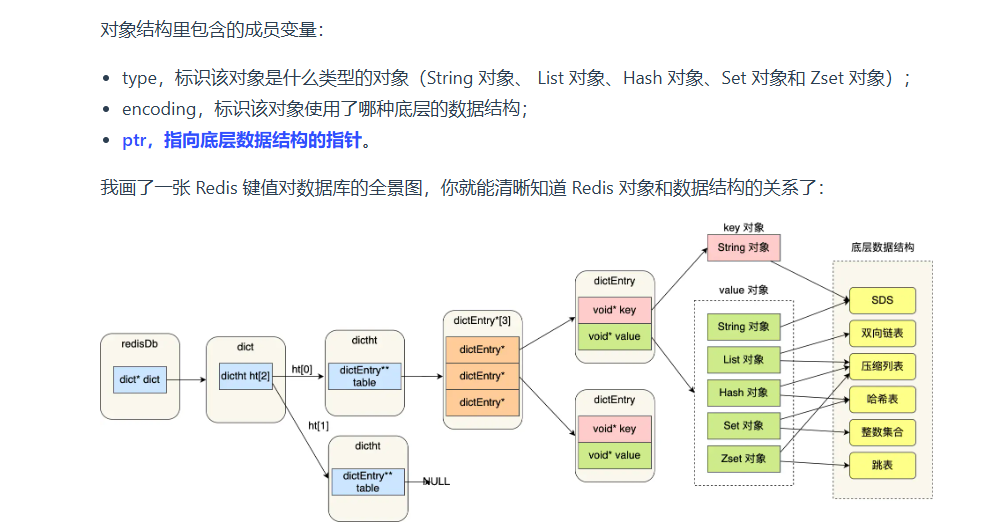 对象结构里包含的成员变量：
type，标识该对象是什么类型的对象（String 对象、 List 对象、Hash 对象、Set 对象和 Zset 对象）；
encoding，标识该对象使用了哪种底层的数据结构；
ptr，指向底层数据结构的指针。
我画了一张 Redis 键值对数据库的全景图，你就能清晰知道 Redis 对象和数据结构的关系了：
redisDb
dict* dict
dict
dictht ht[2]
ht[0]
ht[1]
dictht
dictEntry**
table
dictht
dictEntry**
table
NULL
dictEntry*[3]
dictEntry*
dictEntry*
dictEntry*
dictEntry
void* key
void* value
dictEntry
void* key
void* value
key 对象
String 对象
value 对象
String 对象
List 对象
Hash 对象
Set 对象
Zset 对象
底层数据结构
SDS
双向链表
压缩列表
哈希表
整数集合
跳表